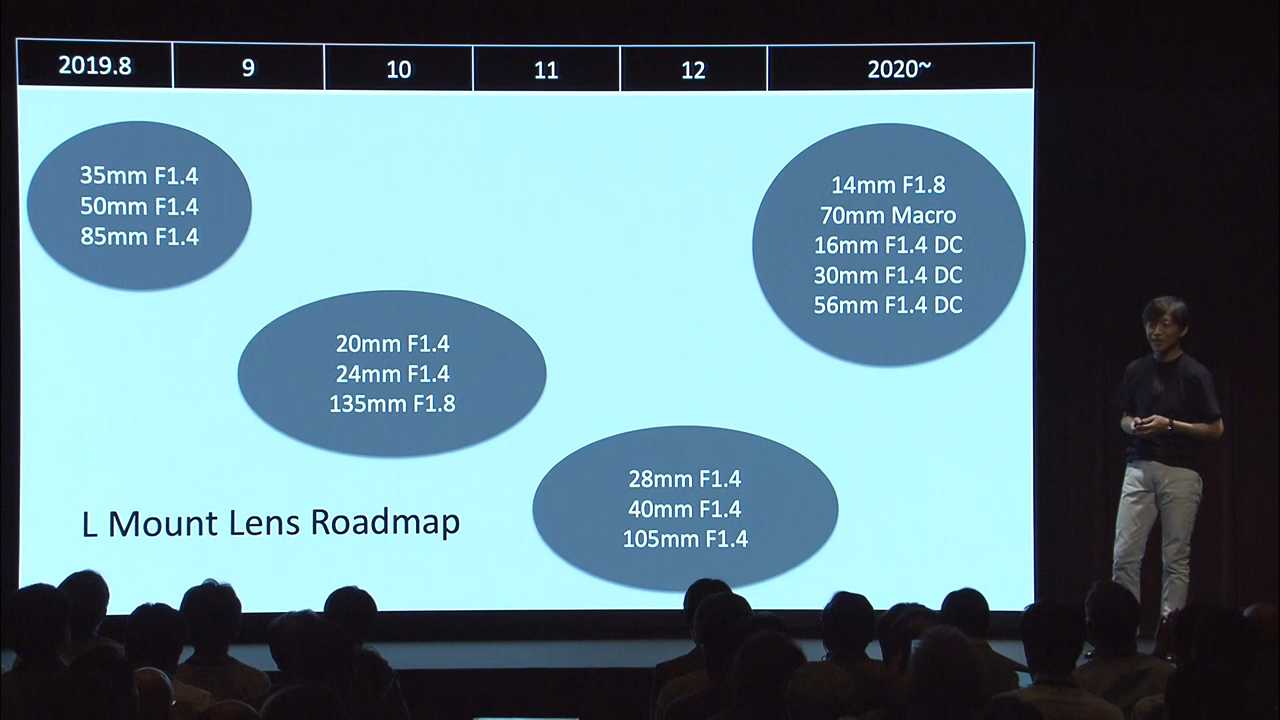 2019.8
9
10
11
12
2020~
35mm F1.4
50mm F1.4
85mm F1.4
20mm F1.4
24mm F1.4
135mm F1.8
28mm F1.4
40mm F1.4
105mm F1.4
14mm F1.8
70mm Macro
16mm F1.4 DC
30mm F1.4 DC
56mm F1.4 DC
L Mount Lens Roadmap